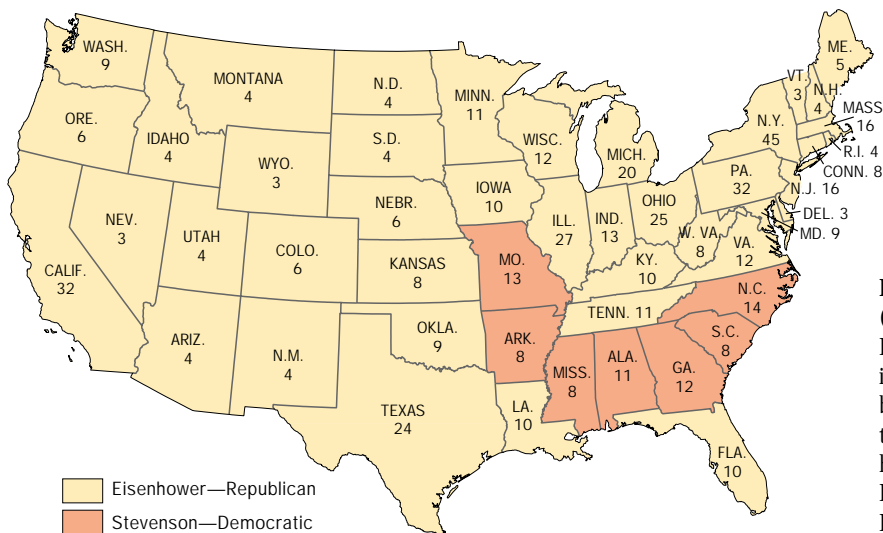 WASH.
9
ORE.
6
CALIF.
32
NEV.
3
IDAHO
4
MONTANA
4
WYO.
3
UTAH
4
COLO.
6
ARIZ.
4
N.M.
4
N.D.
4
S.D.
4
NEBR.
6
KANSAS
8
OKLA.
9
TEXAS
24
MINN.
11
IOWA
10
MO.
13
ARK.
8
LA.
10
WISC.
12
ILL.
27
MICH.
20
IND.
13
OHIO
25
KY.
10
TENN. 11
MISS.
8
ALA.
11
GA.
12
FLA.
10
S.C.
8
N.C.
14
VA.
12
W. VA.
8
PA.
32
N.Y.
45
VT.
3
N.H.
4
ME.
5
MASS
16
R.I. 4
CONN. 8
N.J. 16
DEL. 3
MD. 9
Eisenhower—Republican
Stevenson—Democratic